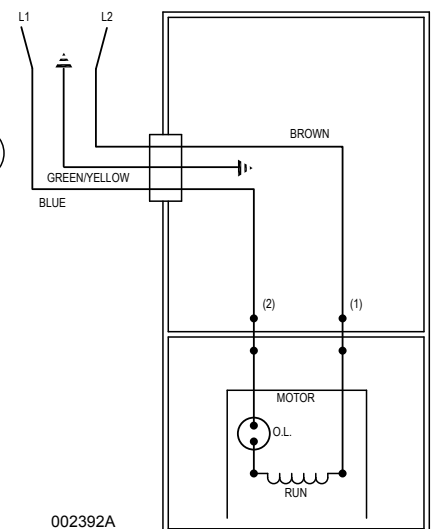 L1
L2
BROWN
GREEN/YELLOW
BLUE
(2)
(1)
MOTOR
O.L.
RUN
002392A